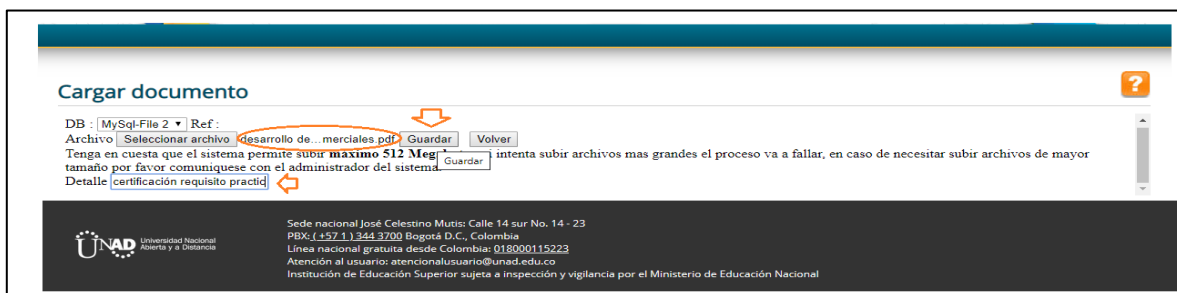 Cargar documento
?
DB : MySql-File 2 Ref :
Archivo Seleccionar archivo desarrollo de...merciales.pdf Guardar Volver
Tenga en cuesta que el sistema permite subir maximo 512 Meg intenta subir archivos mas grandes el proceso va a fallar, en caso de necesitar subir archivos de mayor
Guardar
tamaño por favor comuniquese con el administrador del sistema.
Detalle certificación requisito practic
UNAD Universidad Nacional
Abierta y a Distancia
Sede nacional José Celestino Mutis: Calle 14 sur No. 14 - 23
PBX: ( +57 1 ) 344 3700 Bogotá D.C., Colombia
Línea nacional gratuita desde Colombia: 018000115223
Atención al usuario: atencionalusuario@unad.edu.co
Institución de Educación Superior sujeta a inspección y vigilancia por el Ministerio de Educación Nacional